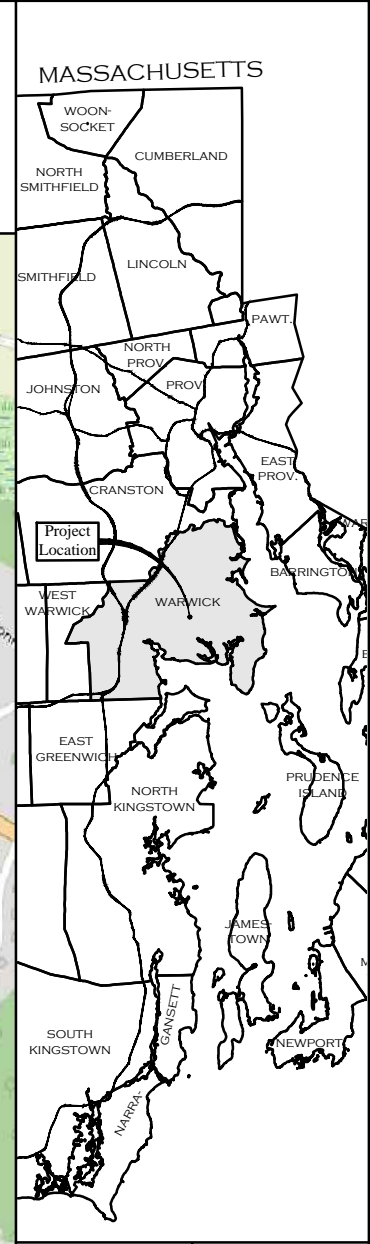 MASSACHUSETTS
WOON-
SOCKET
CUMBERLAND
NORTH
SMITHFIELD
LINCOLN
SMITHFIELD
PAWT.
NORTH
PROV.
JOHNSTON
PROV
EAST
PROV.
CRANSTON
WAR
Project
Location
BARRINGTON
WEST
WARWICK
WARWICK
EAST
GREENWICH
NORTH
KINGSTOWN
PRUDENCE
ISLAND
JAMES-
TOWN
NARRA-
GANSETT
SOUTH
KINGSTOWN
NEWPORT